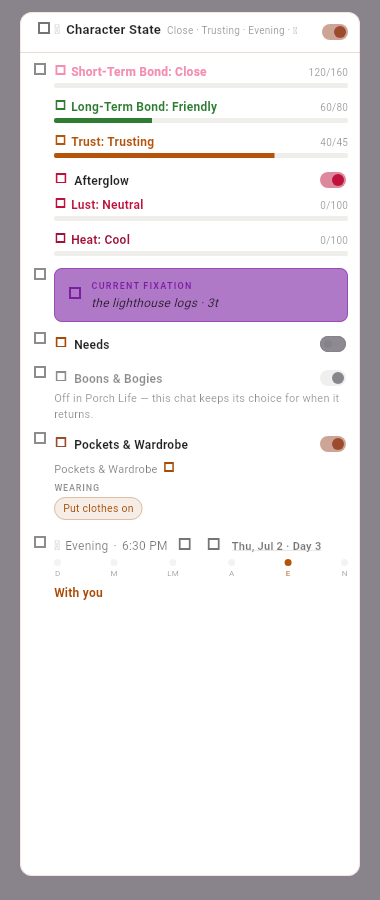 Character State Close · Trusting · Evening ·
Short-Term Bond: Close 120/160
Long-Term Bond: Friendly 60/80
Trust: Trusting 40/45
Afterglow
Lust: Neutral 0/100
Heat: Cool 0/100
CURRENT FIXATION
the lighthouse logs · 3t
Needs
Boons & Bogies
Off in Porch Life — this card keeps its choice for when it
returns.
Pockets & Wardrobe
Pockets & Wardrobe
WEARING
Put clothes on
Evening · 6:30 PM Thu, Jul 2 · Day 3
D M LM A E N
With you